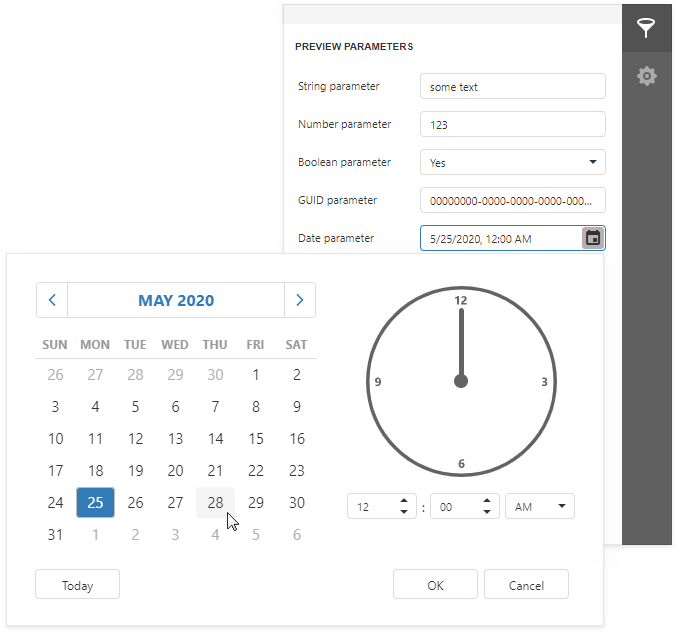 PREVIEW PARAMETERS
String parameter some text
Number parameter 123
Boolean parameter Yes
GUID parameter 00000000-0000-0000-0000-000...
Date parameter 5/25/2020, 12:00 AM
MAY 2020
SUN MON TUE WED THU FRI SAT
26 27 28 29 30 1 2
3 4 5 6 7 8 9
10 11 12 13 14 15 16
17 18 19 20 21 22 23
24 25 26 27 28 29 30
31 1 2 3 4 5 6
12
9 3
6
12 : 00 AM
Today OK Cancel